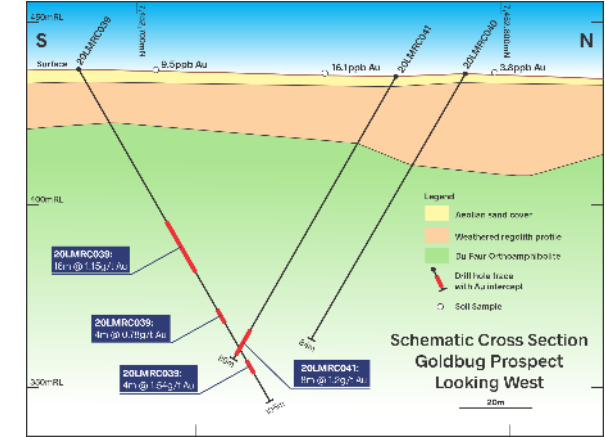 450mRL
S
N
20LMRC039
20LMRC041
20LMRC040
Surface
9.5ppb Au
16.1ppb Au
3.8ppb Au
400mRL
Legend
Aeolian sand cover
Weathered regolith profile
Du Faur Orthoamphibolite
Drill hole trace
with Au intercept
Soil Sample
20LMRC039:
16m @ 1.15g/t Au
20LMRC039:
4m @ 0.78g/t Au
20LMRC039:
4m @ 1.54g/t Au
20LMRC041:
8m @ 1.2g/t Au
84m
350mRL
Schematic Cross Section
Goldbug Prospect
Looking West
20m